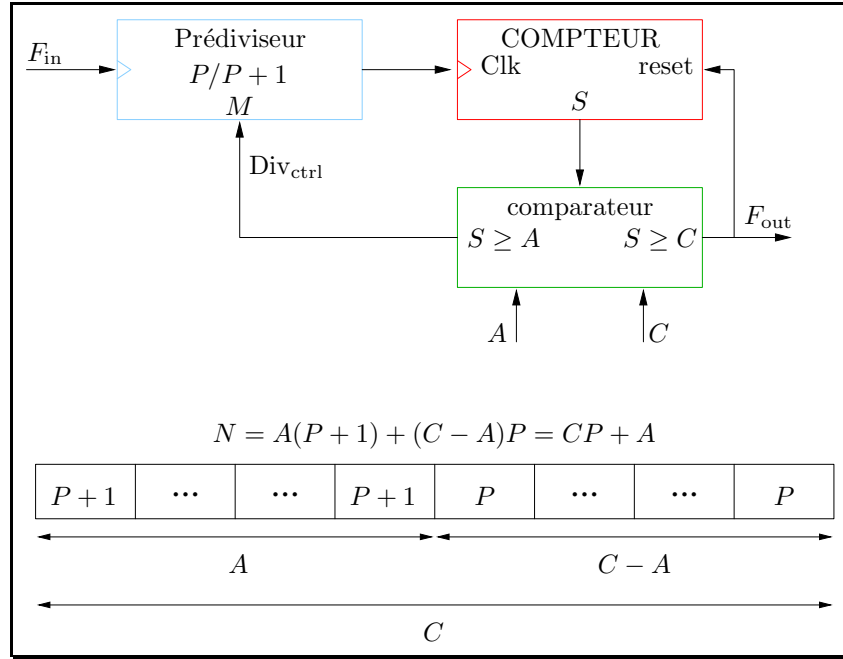 Prédiviseur
P/P + 1
M
F_in
COMPTEUR
Clk
reset
S
Div_ctrl
comparateur
S ≥ A
S ≥ C
F_out
A
C
N = A(P + 1) + (C − A)P = CP + A
P + 1 ... ... P + 1 P ... ... P
A
C − A
C